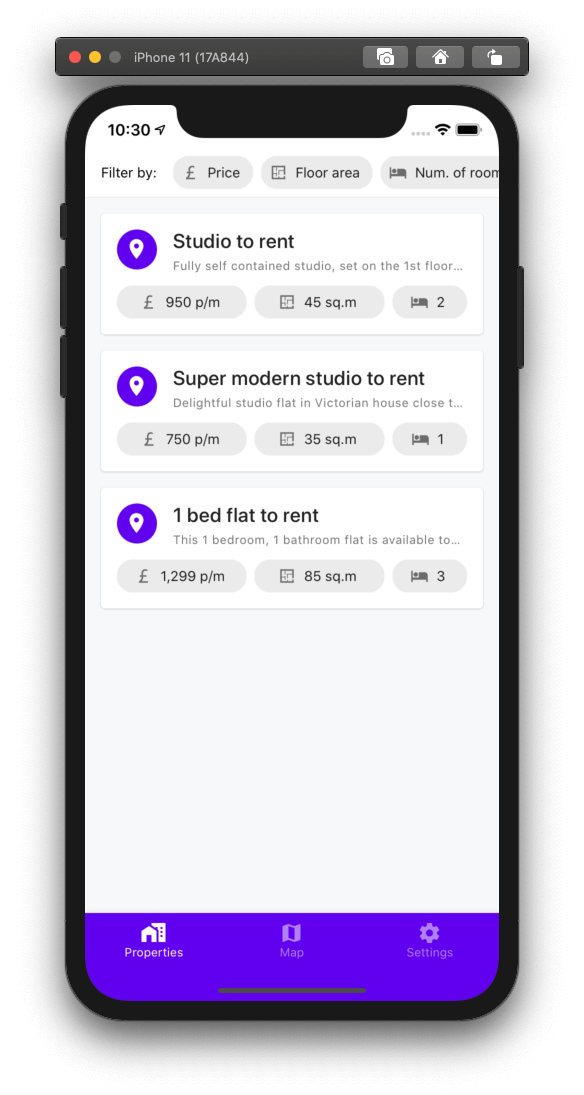 iPhone 11 (17A844)
10:30
Filter by: Price Floor area Num. of room
Studio to rent
Fully self contained studio, set on the 1st floor...
£ 950 p/m 45 sq.m 2
Super modern studio to rent
Delightful studio flat in Victorian house close t...
£ 750 p/m 35 sq.m 1
1 bed flat to rent
This 1 bedroom, 1 bathroom flat is available to...
£ 1,299 p/m 85 sq.m 3
Properties Map Settings